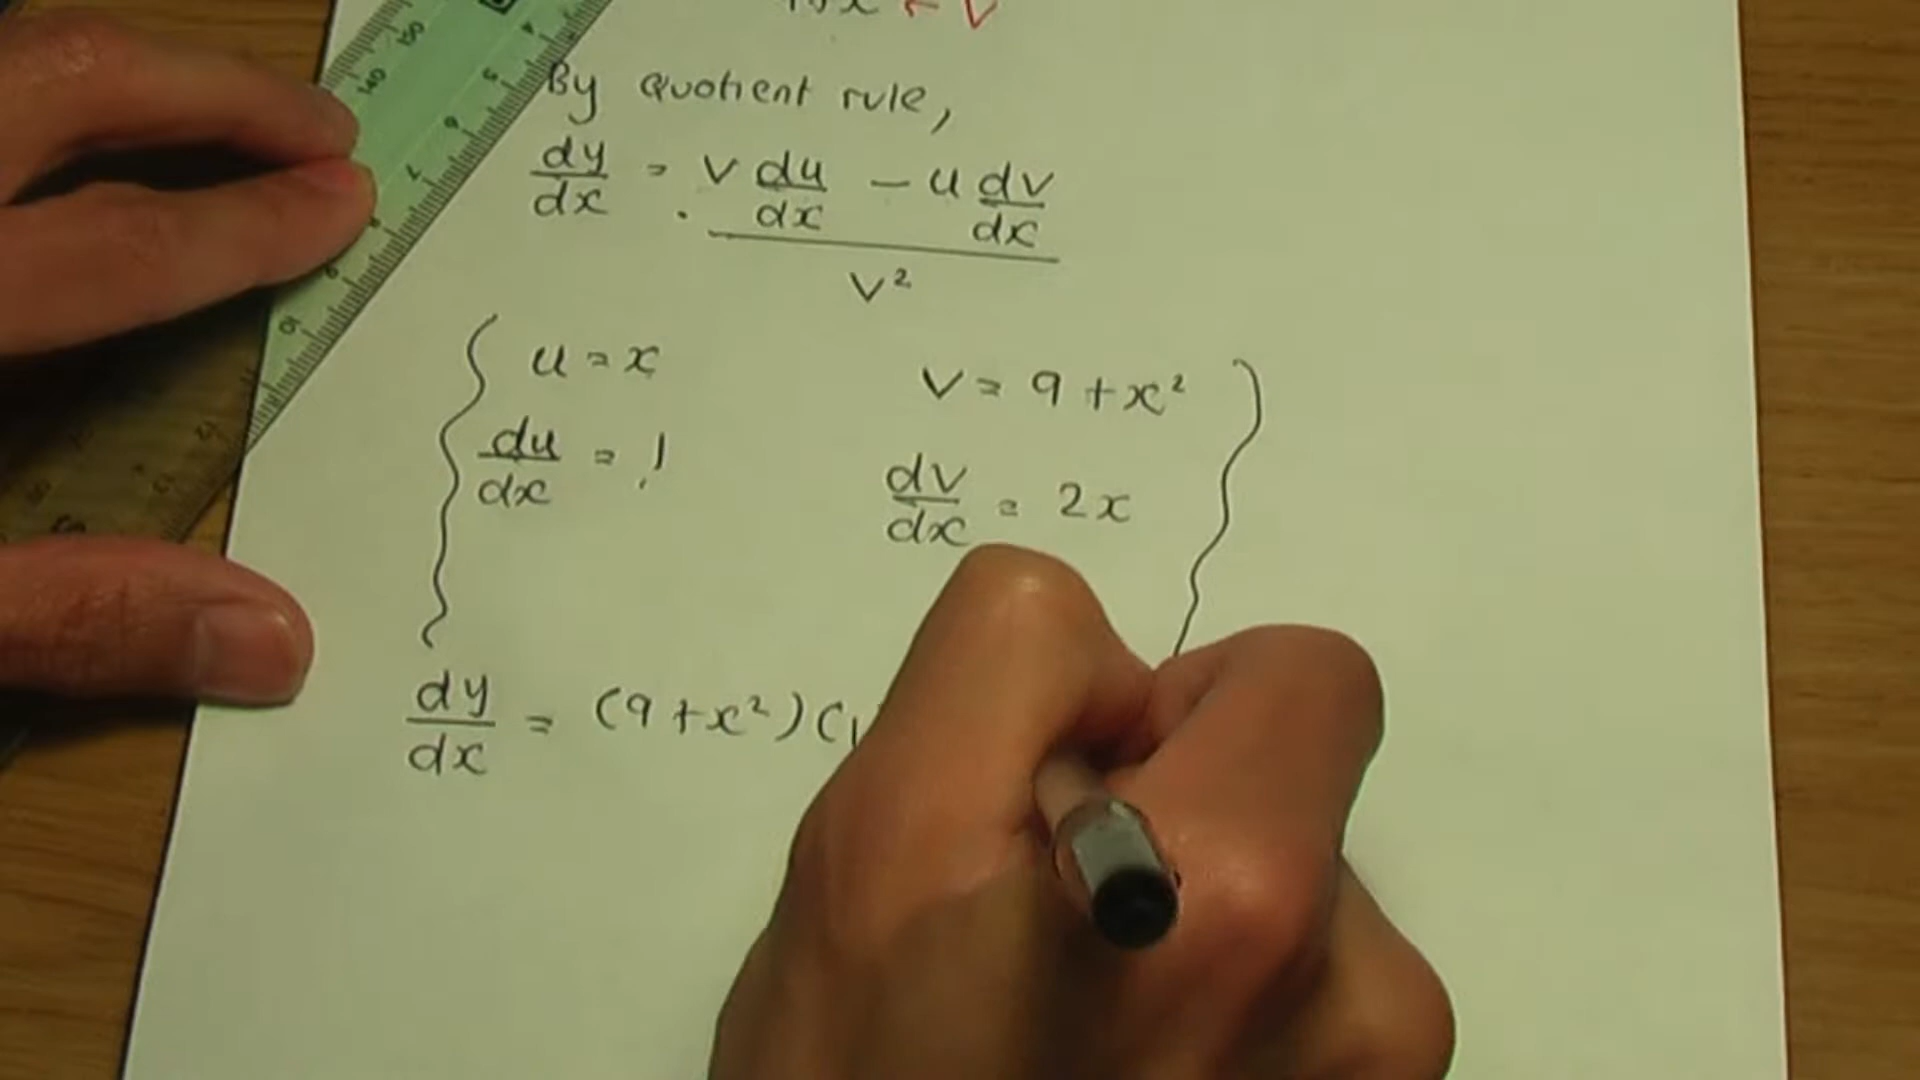 By quotient rule,
dy/dx = v du/dx - u dv/dx
v²
u = x
v = 9 + x²
du/dx = 1
dv/dx = 2x
dy/dx = (9 + x²)(1